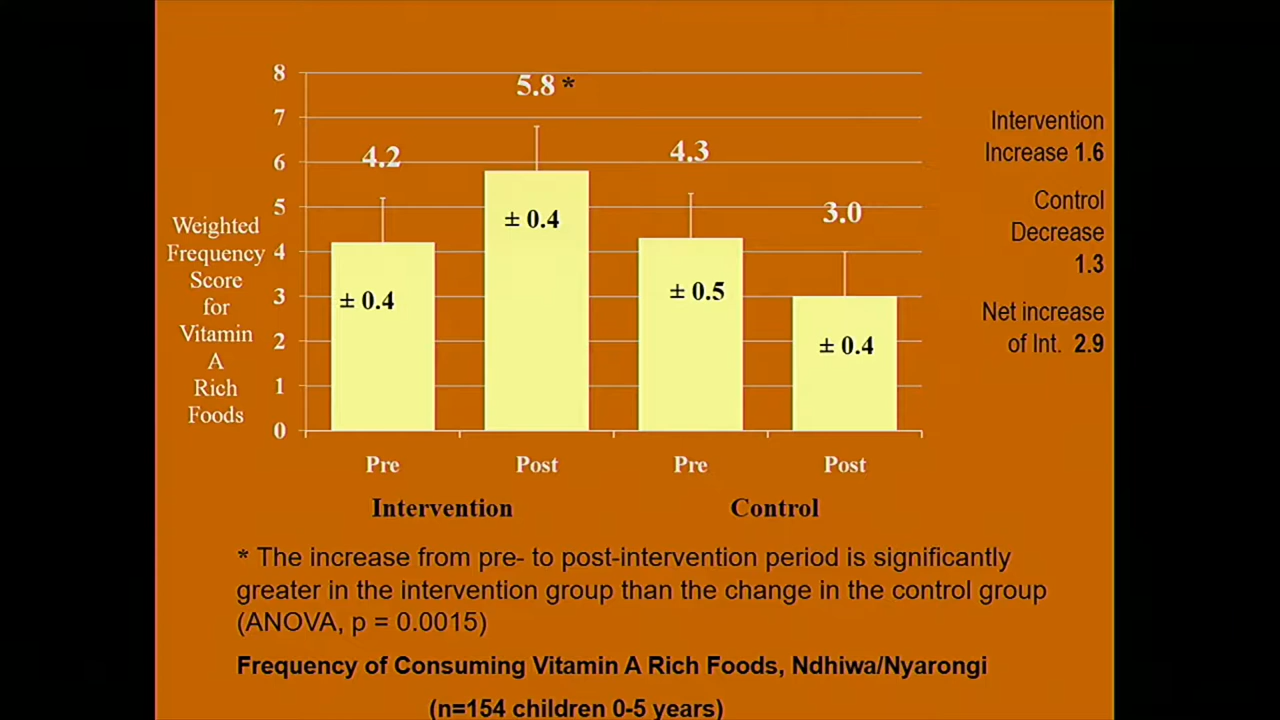 8
7
6
5
4
3
2
1
0
Weighted
Frequency
Score
for
Vitamin
A
Rich
Foods
4.2
5.8 *
4.3
3.0
± 0.4
± 0.4
± 0.5
± 0.4
Pre
Post
Pre
Post
Intervention
Control
Intervention
Increase 1.6
Control
Decrease
1.3
Net increase
of Int. 2.9
* The increase from pre- to post-intervention period is significantly
greater in the intervention group than the change in the control group
(ANOVA, p = 0.0015)
Frequency of Consuming Vitamin A Rich Foods, Ndhiwa/Nyarongi
(n=154 children 0-5 years)